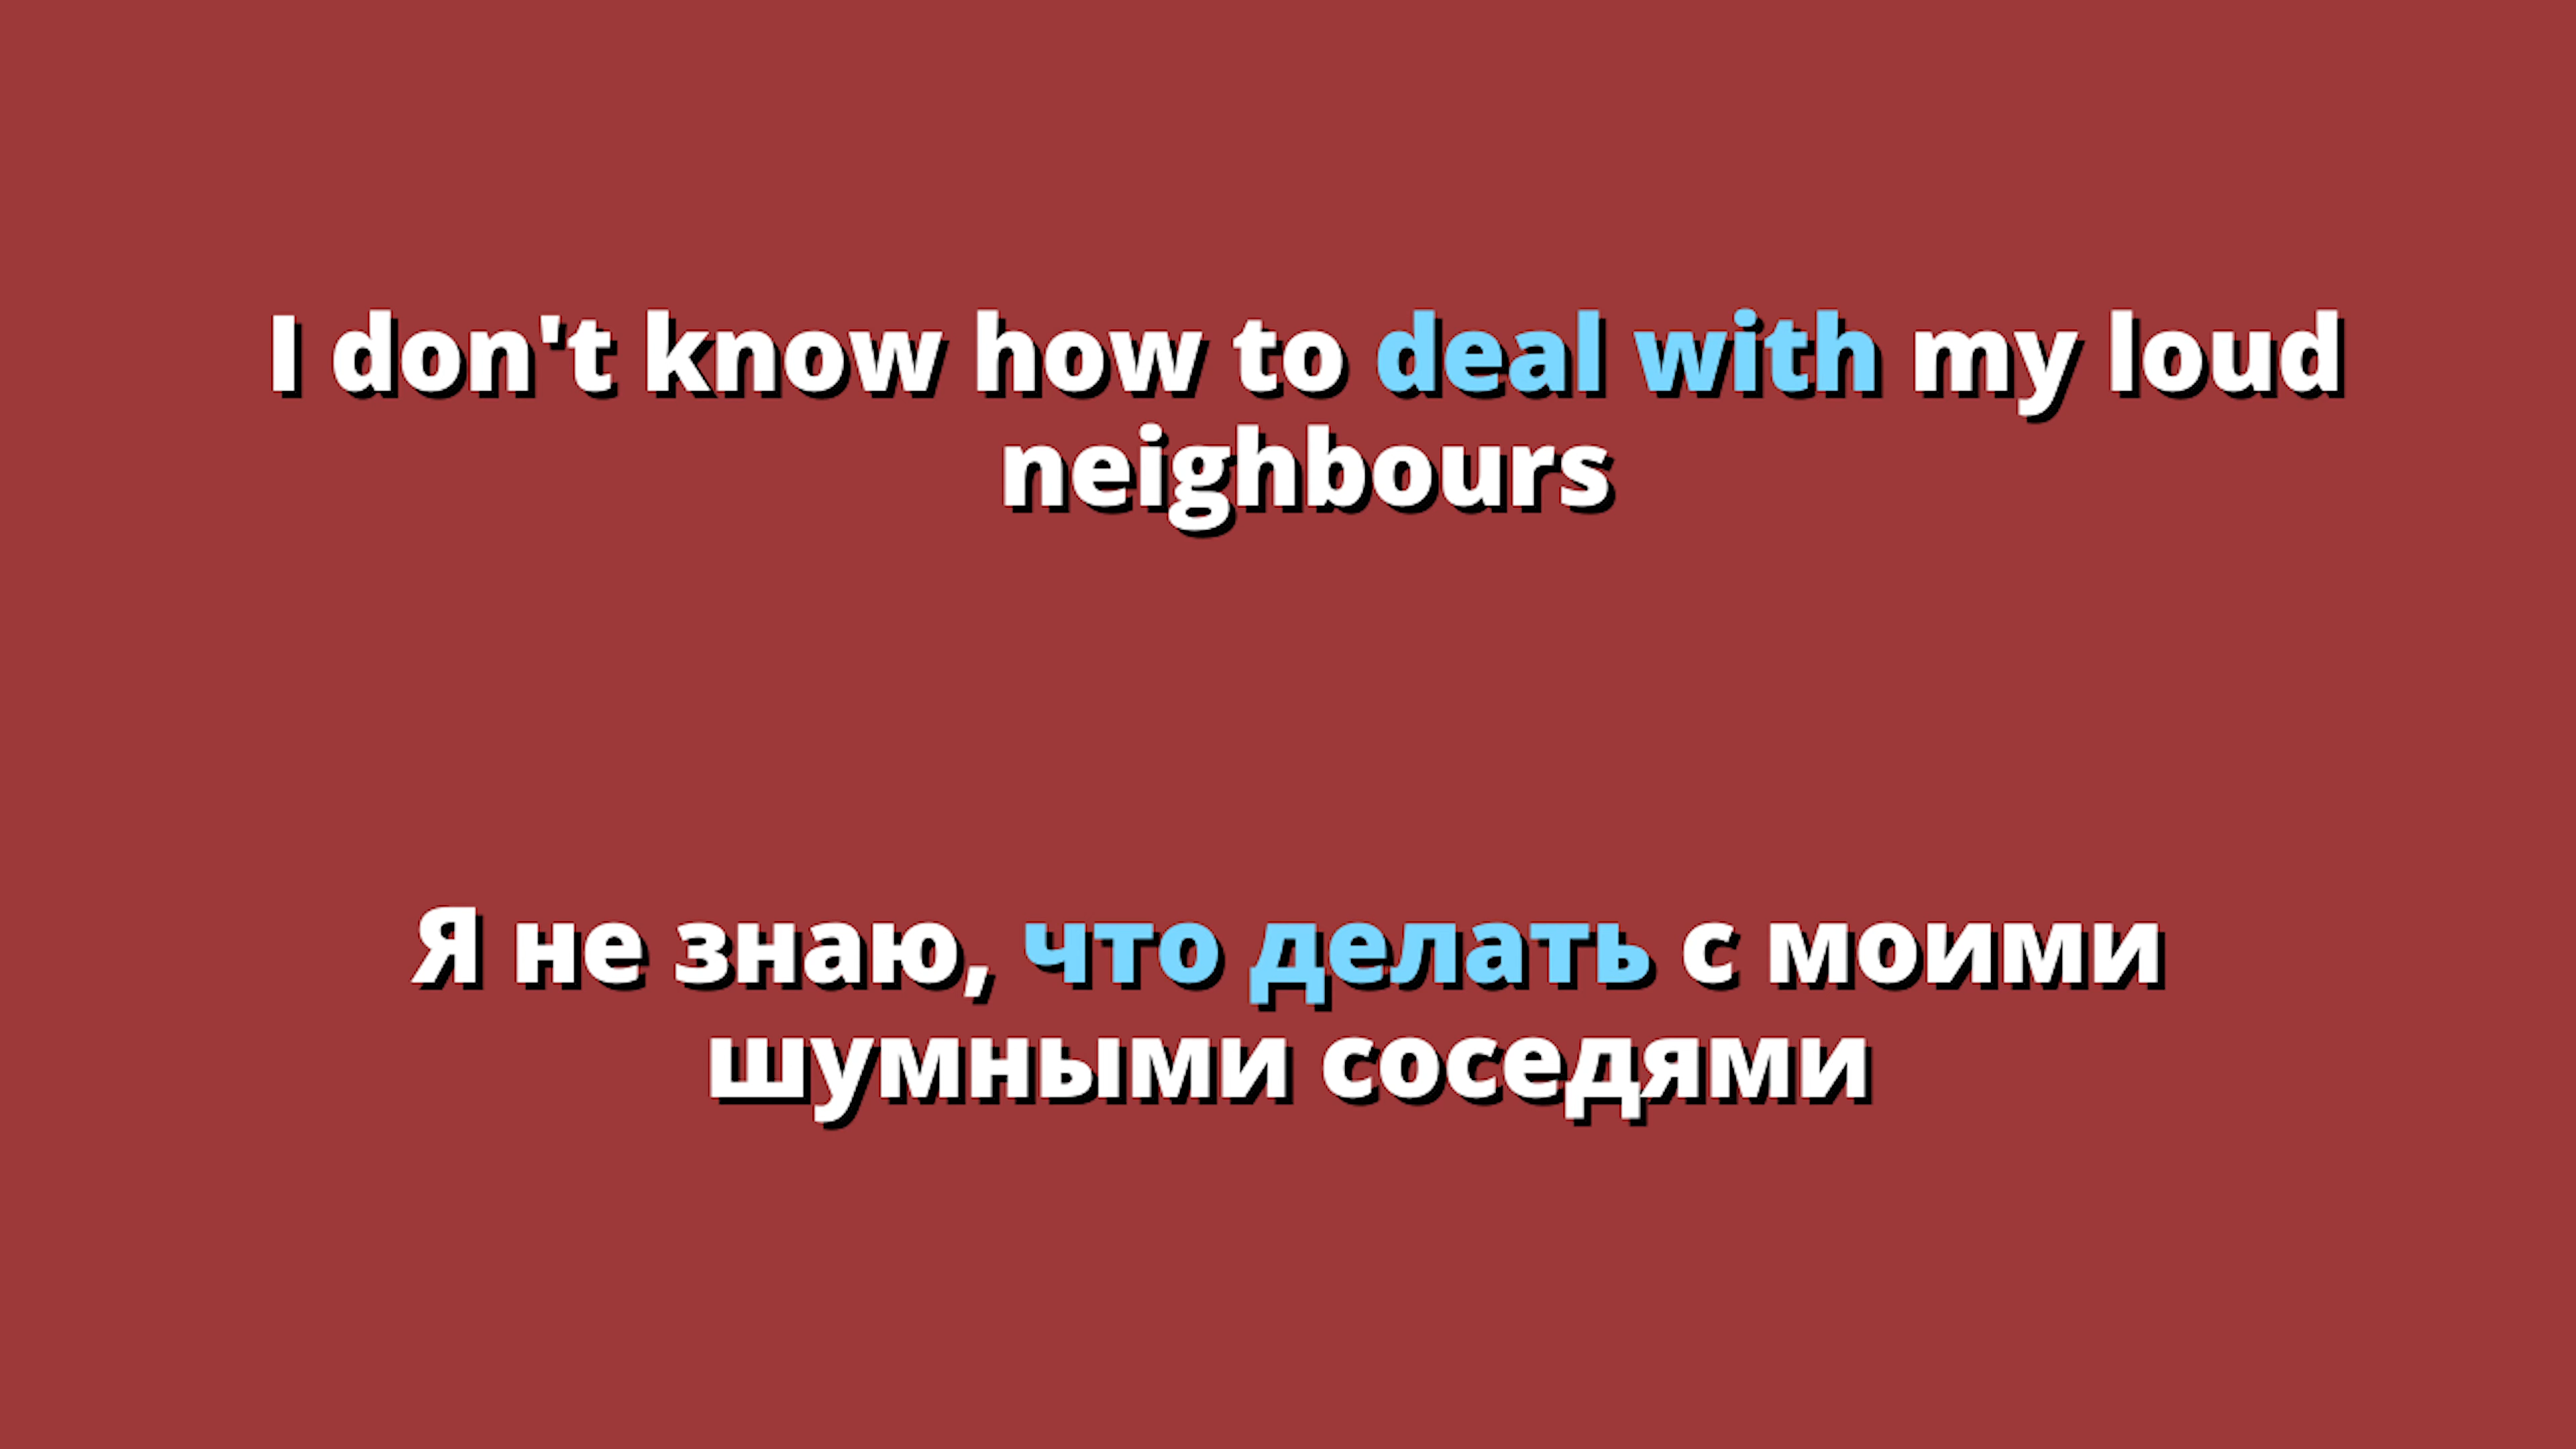 I don't know how to deal with my loud
neighbours
Я не знаю, что делать с моими
шумными соседями